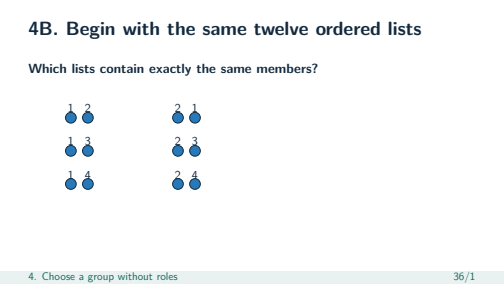 4B. Begin with the same twelve ordered lists
Which lists contain exactly the same members?
1 2 2 1
1 3 2 3
1 4 2 4
4. Choose a group without roles 36/1